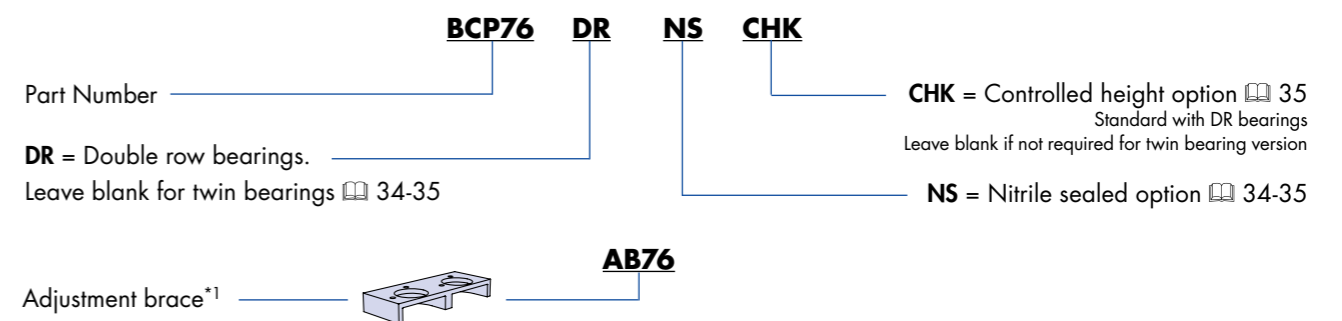 BCP76 DR NS CHK
Part Number
CHK = Controlled height option 35
Standard with DR bearings
Leave blank if not required for twin bearing version
DR = Double row bearings.
Leave blank for twin bearings 34-35
NS = Nitrile sealed option 34-35
AB76
Adjustment brace*1